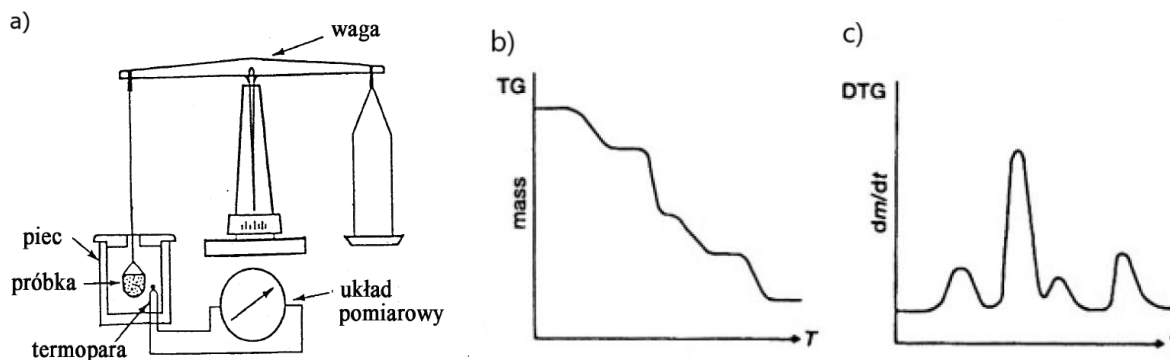 a)
waga
piec
próbka
termopara
układ
pomiarowy
b)
TG
mass
T
c)
DTG
dm/dt